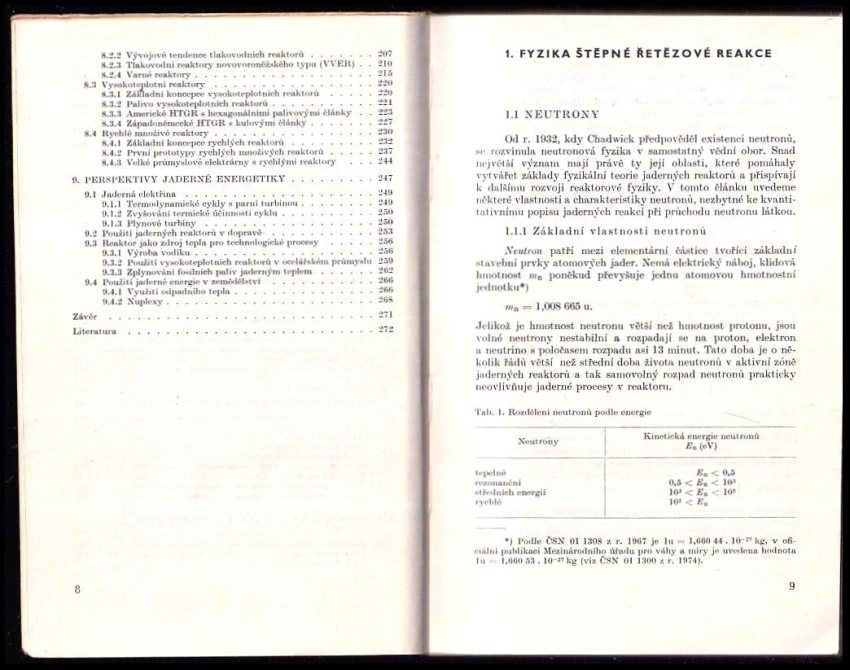 8.2.2 Vývojové tendence tlakovodních reaktorů . . . . . . . 207
8.2.3 Tlakovodní reaktory novovoroněžského typu (VVER) . . 210
8.2.4 Varné reaktory . . . . . . . . . . . . . . . . . . . 215
8.3 Vysokoteplotní reaktory . . . . . . . . . . . . . . . . . 220
8.3.1 Základní koncepce vysokoteplotních reaktorů . . . . . . 220
8.3.2 Palivo vysokoteplotních reaktorů . . . . . . . . . . . 221
8.3.3 Americké HTGR s hexagonálními palivovými články . . 223
8.3.4 Západoněmecké HTGR s kulovými články . . . . . . . 227
8.4 Rychlé množivé reaktory . . . . . . . . . . . . . . . . . 230
8.4.1 Základní koncepce rychlých reaktorů . . . . . . . . . 232
8.4.2 První prototypy rychlých množivých reaktorů . . . . . 237
8.4.3 Velké průmyslové elektrárny s rychlými reaktory . . . 244
9. PERSPEKTIVY JADERNÉ ENERGETIKY . . . . . . . . . 247
9.1 Jaderná elektřina . . . . . . . . . . . . . . . . . . . . 249
9.1.1 Termodynamické cykly s parní turbinou . . . . . . . . 249
9.1.2 Zvyšování termické účinnosti cyklu . . . . . . . . . . 250
9.1.3 Plynové turbíny . . . . . . . . . . . . . . . . . . . 250
9.2 Použití jaderných reaktorů v dopravě . . . . . . . . . . . 253
9.3 Reaktor jako zdroj tepla pro technologické procesy . . . . 256
9.3.1 Výroba vodíku . . . . . . . . . . . . . . . . . . . . 256
9.3.2 Použití vysokoteplotních reaktorů v ocelářském průmyslu 259
9.3.3 Zplynování fosilních paliv jaderným teplem . . . . . . 262
9.4 Použití jaderné energie v zemědělství . . . . . . . . . . 266
9.4.1 Využití odpadního tepla . . . . . . . . . . . . . . . 266
9.4.2 Nuplexy . . . . . . . . . . . . . . . . . . . . . . . 268
Závěr . . . . . . . . . . . . . . . . . . . . . . . . . . . 271
Literatura . . . . . . . . . . . . . . . . . . . . . . . . . 272
8
1. FYZIKA ŠTĚPNÉ ŘETĚZOVÉ REAKCE
1.1 NEUTRONY
Od r. 1932, kdy Chadwick předpověděl existenci neutronů,
se rozvinula neutronová fyzika v samostatný vědní obor. Snad
největší význam mají právě ty její oblasti, které pomáhaly
vytvářet základy fyzikální teorie jaderných reaktorů a přispívají
k dalšímu rozvoji reaktorové fyziky. V tomto článku uvedeme
některé vlastnosti a charakteristiky neutronů, nezbytné ke kvanti-
tativnímu popisu jaderných reakcí při průchodu neutronu látkou.
1.1.1 Základní vlastnosti neutronů
Neutron patří mezi elementární částice tvořící základní
stavební prvky atomových jader. Nemá elektrický náboj, klidová
hmotnost mₙ poněkud převyšuje jednu atomovou hmotnostní
jednotku*)
mₙ = 1,008 665 u.
Jelikož je hmotnost neutronu větší než hmotnost protonu, jsou
volné neutrony nestabilní a rozpadají se na proton, elektron
a neutrino s poločasem rozpadu asi 13 minut. Tato doba je o ně-
kolik řádů větší než střední doba života neutronů v aktivní zóně
jaderných reaktorů a tak samovolný rozpad neutronů prakticky
neovlivňuje jaderné procesy v reaktoru.
Tab. 1. Rozdělení neutronů podle energie
Neutrony Kinetická energie neutronů
Eₙ (eV)
tepelné Eₙ < 0,5
rezonanční 0,5 < Eₙ < 10³
středních energií 10³ < Eₙ < 10⁵
rychlé 10⁵ < Eₙ
*) Podle ČSN 01 1308 z r. 1967 je 1u = 1,660 44 . 10⁻²⁷ kg, v ofi-
ciální publikaci Mezinárodního úřadu pro váhy a míry je uvedena hodnota
1u = 1,660 53 . 10⁻²⁷ kg (viz ČSN 01 1300 z r. 1974).
9